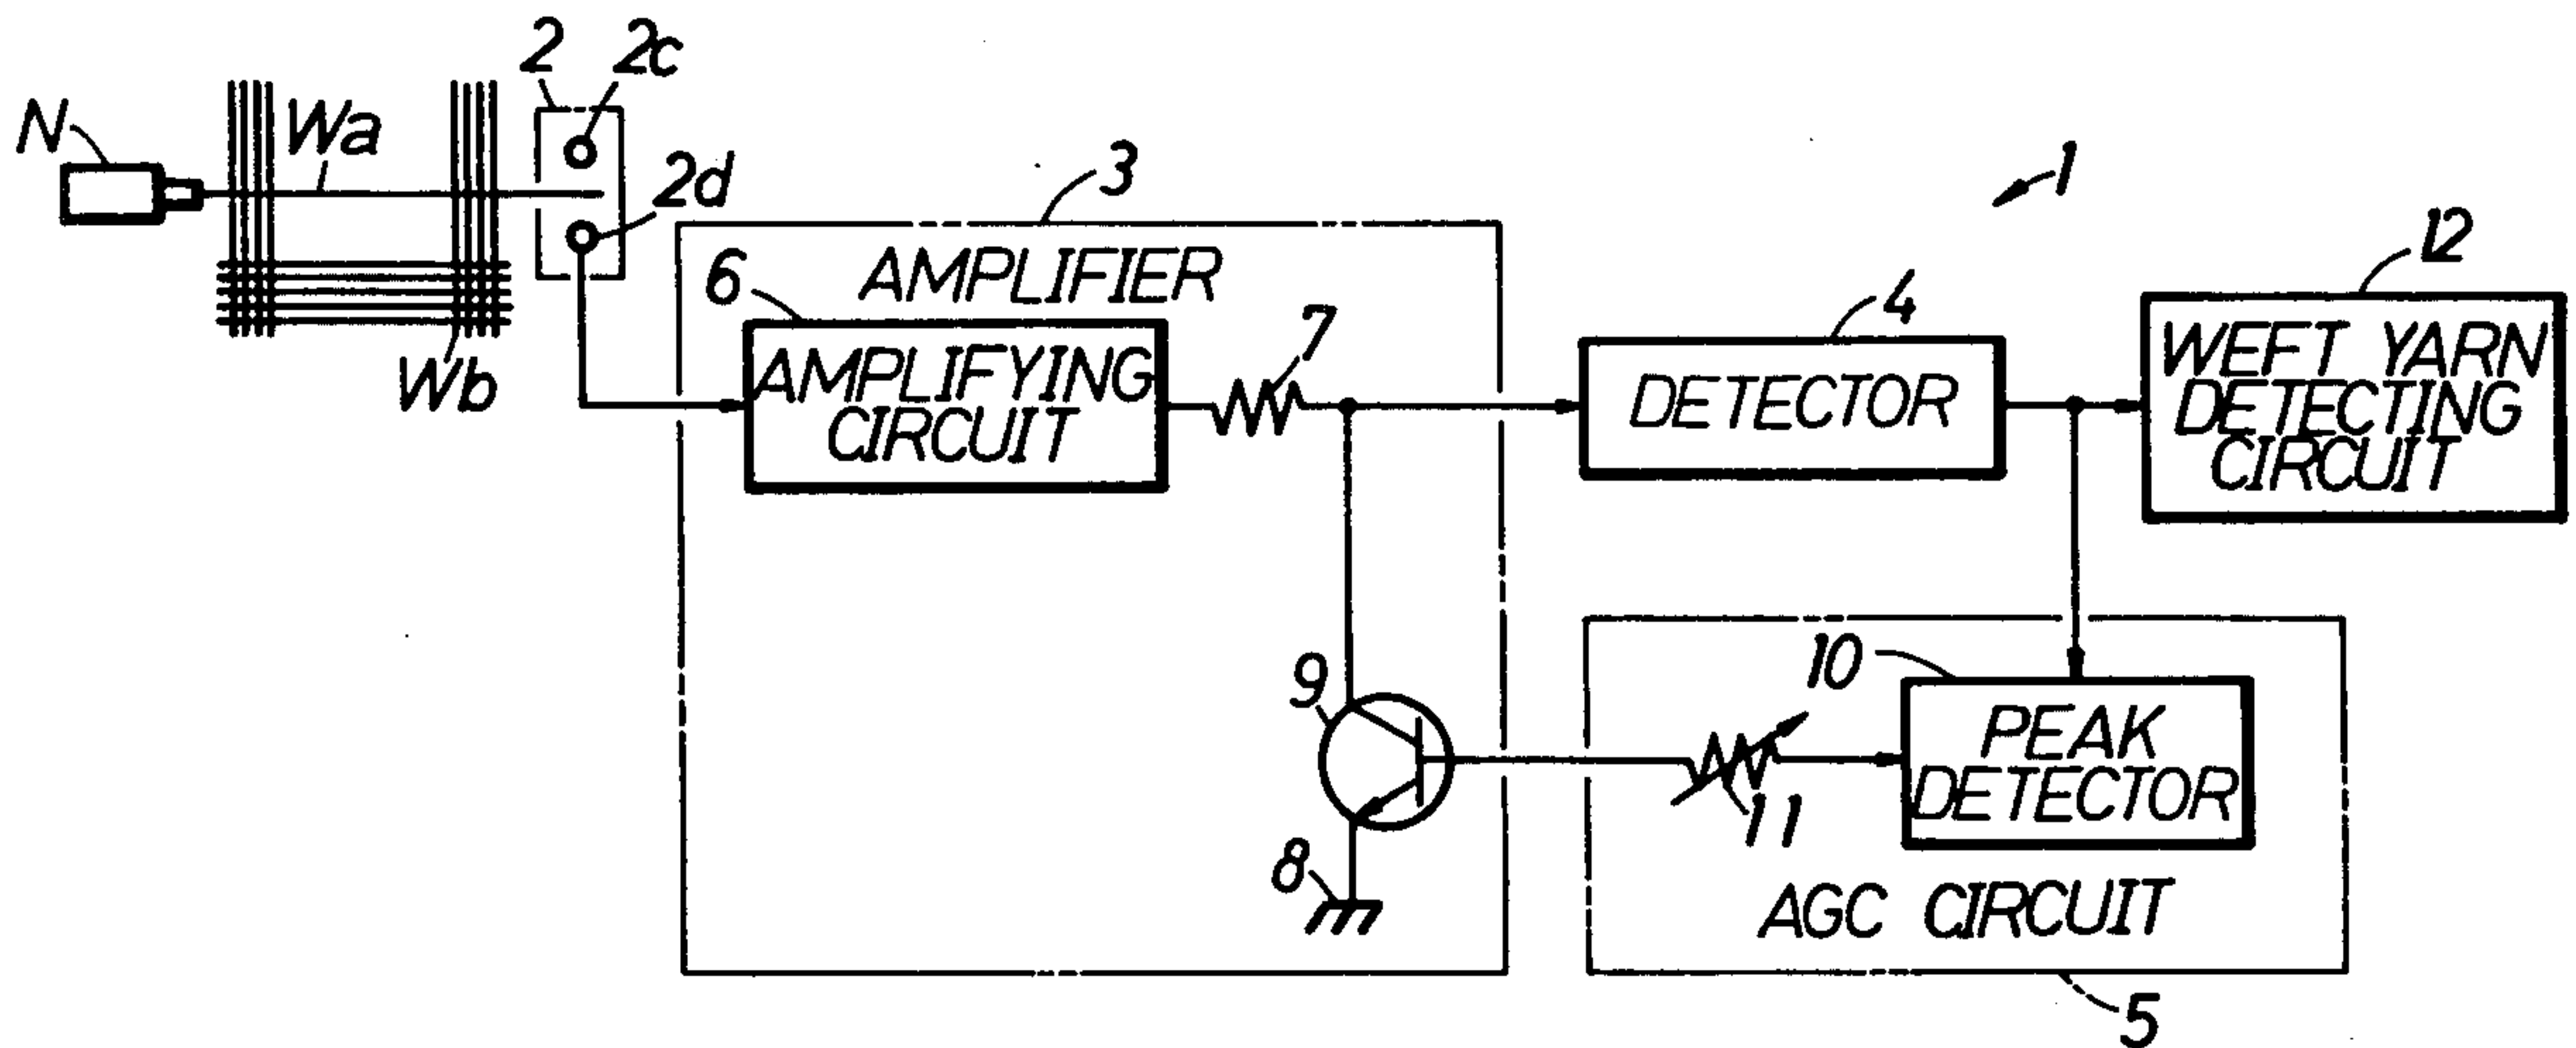 2
2c
N
Wa
2d
3
1
12
6
AMPLIFIER
4
7
AMPLIFYING
CIRCUIT
DETECTOR
WEFT YARN
DETECTING
CIRCUIT
Wb
10
9
PEAK
DETECTOR
11
8
AGC CIRCUIT
5